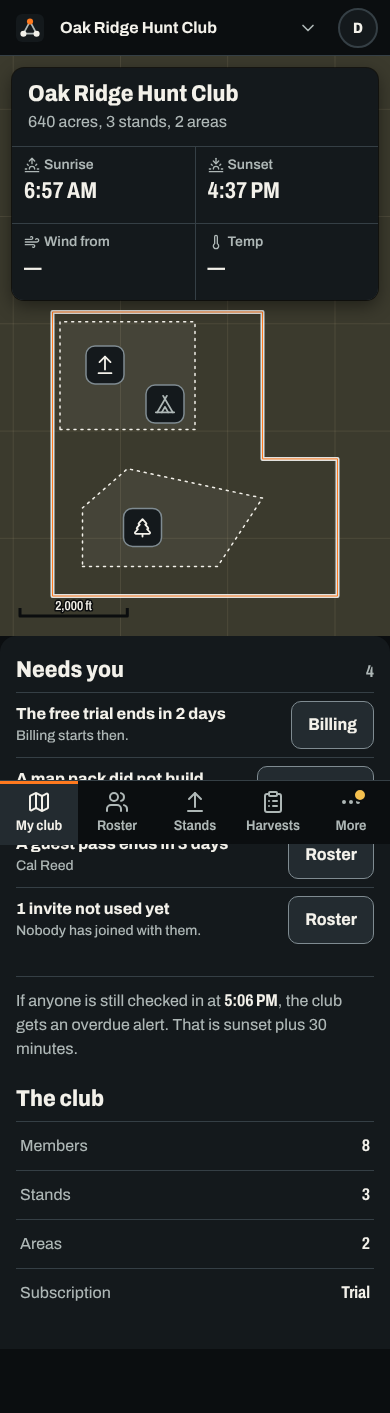 Oak Ridge Hunt Club
D
Oak Ridge Hunt Club
640 acres, 3 stands, 2 areas
Sunrise
6:57 AM
Sunset
4:37 PM
Wind from
—
Temp
—
2,000 ft
Needs you
4
The free trial ends in 2 days
Billing starts then.
Billing
A map pack did not build
My club
Roster
Stands
Harvests
More
A guest pass ends in 3 days
Cal Reed
Roster
1 invite not used yet
Nobody has joined with them.
Roster
If anyone is still checked in at 5:06 PM, the club
gets an overdue alert. That is sunset plus 30
minutes.
The club
Members
8
Stands
3
Areas
2
Subscription
Trial